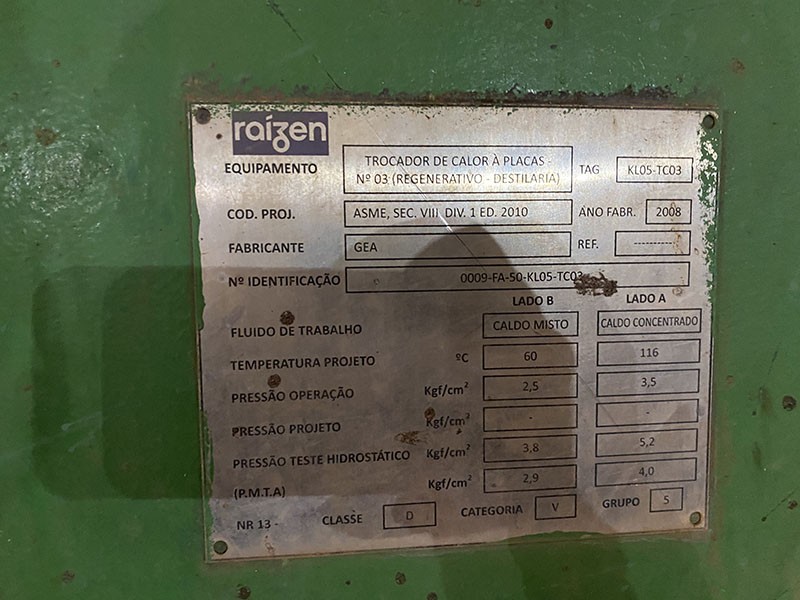 raízen
EQUIPAMENTO TROCADOR DE CALOR À PLACAS -
Nº 03 (REGENERATIVO - DESTILARIA) TAG KL05-TC03
COD. PROJ. ASME, SEC. VIII, DIV. 1 ED. 2010 ANO FABR. 2008
FABRICANTE GEA REF. -----------
Nº IDENTIFICAÇÃO 0009-FA-50-KL05-TC03
LADO B LADO A
FLUIDO DE TRABALHO CALDO MISTO CALDO CONCENTRADO
TEMPERATURA PROJETO ºC 60 116
PRESSÃO OPERAÇÃO Kgf/cm² 2,5 3,5
PRESSÃO PROJETO Kgf/cm² - -
PRESSÃO TESTE HIDROSTÁTICO Kgf/cm² 3,8 5,2
(P.M.T.A) Kgf/cm² 2,9 4,0
NR 13 - CLASSE D CATEGORIA V GRUPO 5